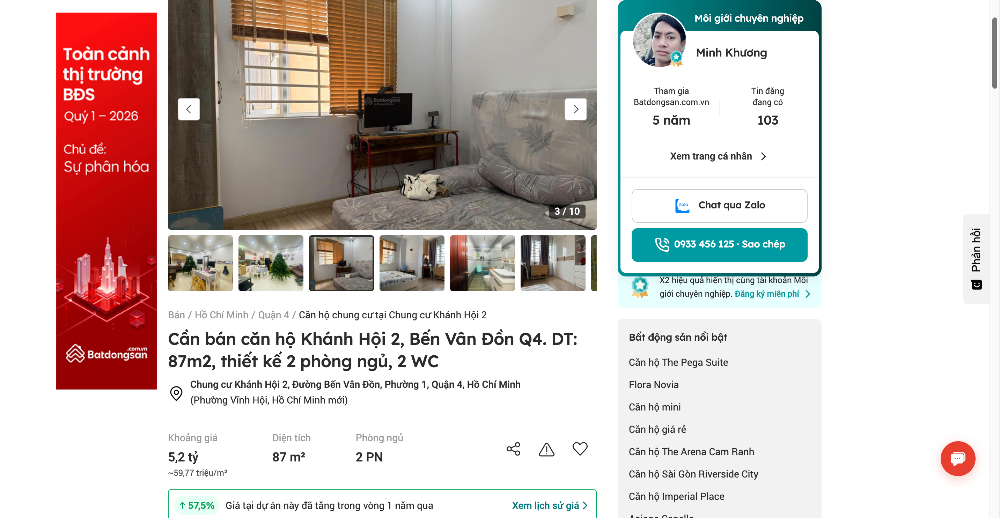 Toàn cảnh
thị trường
BĐS
Quý 1 – 2026
Chủ đề:
Sự phân hóa
Batdongsan
.com.vn
Batdongsan
.com.vn
by PropertyGuru
3 / 10
Bán / Hồ Chí Minh / Quận 4 / Căn hộ chung cư tại Chung cư Khánh Hội 2
Cần bán căn hộ Khánh Hội 2, Bến Vân Đồn Q4. DT:
87m2, thiết kế 2 phòng ngủ, 2 WC
Chung cư Khánh Hội 2, Đường Bến Vân Đồn, Phường 1, Quận 4, Hồ Chí Minh
(Phường Vĩnh Hội, Hồ Chí Minh mới)
Khoảng giá
5,2 tỷ
~59,77 triệu/m²
Diện tích
87 m²
Phòng ngủ
2 PN
57,5% Giá tại dự án này đã tăng trong vòng 1 năm qua
Xem lịch sử giá
Môi giới chuyên nghiệp
Minh Khương
Tham gia
Batdongsan.com.vn
5 năm
Tin đăng
đang có
103
Xem trang cá nhân
Zalo
Chat qua Zalo
0933 456 125 · Sao chép
X2 hiệu quả hiển thị cùng tài khoản Môi
giới chuyên nghiệp. Đăng ký miễn phí
Bất động sản nổi bật
Căn hộ The Pega Suite
Flora Novia
Căn hộ mini
Căn hộ giá rẻ
Căn hộ The Arena Cam Ranh
Căn hộ Sài Gòn Riverside City
Căn hộ Imperial Place
Phản hồi